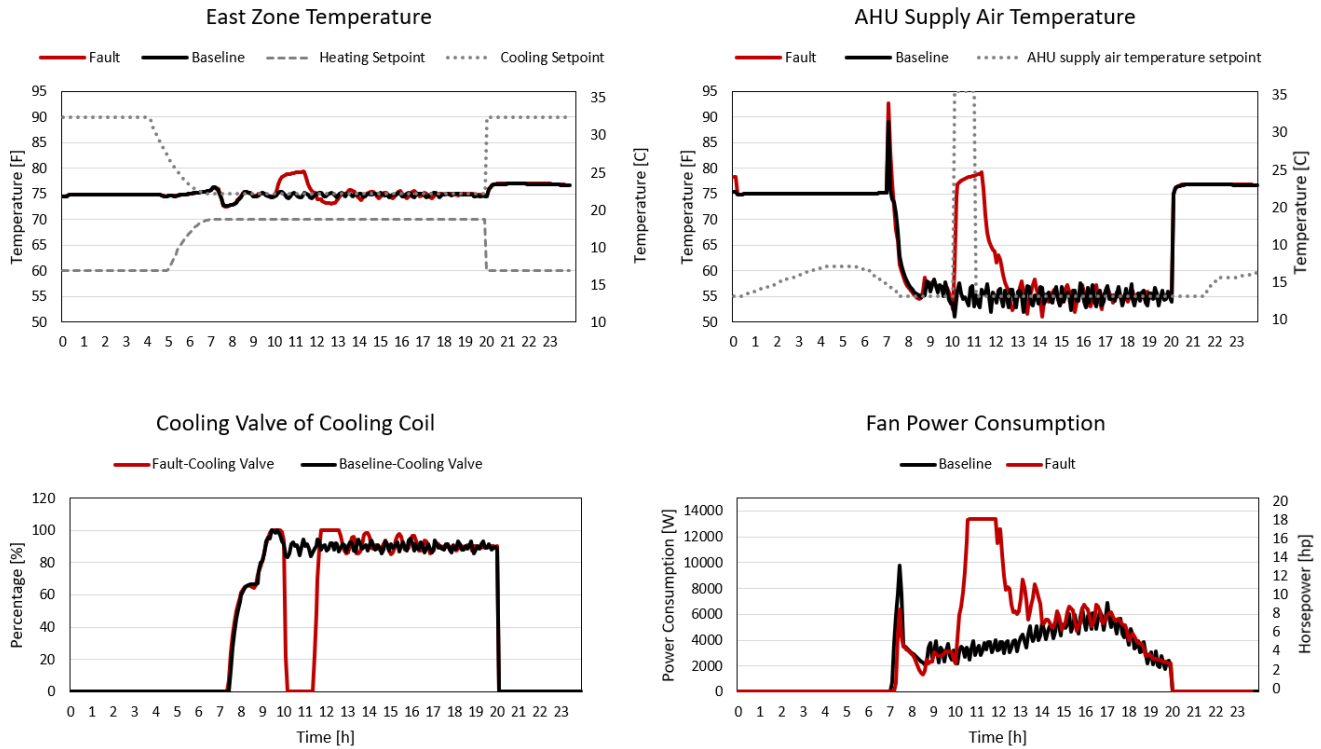 East Zone Temperature
Fault Baseline Heating Setpoint Cooling Setpoint
Temperature [F]
95
90
85
80
75
70
65
60
55
50
35
30
25
20
10
15
10
Temperature [C]
0 1 2 3 4 5 6 7 8 9 10 11 12 13 14 15 16 17 18 19 20 21 22 23
AHU Supply Air Temperature
Fault Baseline AHU supply air temperature setpoint
Temperature [F]
95
90
85
80
75
70
65
60
55
50
35
30
25
20
10
15
10
Temperature [C]
0 1 2 3 4 5 6 7 8 9 10 11 12 13 14 15 16 17 18 19 20 21 22 23
Cooling Valve of Cooling Coil
Fault-Cooling Valve Baseline-Cooling Valve
Percentage [%]
120
100
80
60
40
20
0
0 1 2 3 4 5 6 7 8 9 10 11 12 13 14 15 16 17 18 19 20 21 22 23
Time [h]
Fan Power Consumption
Baseline Fault
Power Consumption [W]
14000
12000
10000
8000
6000
4000
2000
0
20
18
16
14
12
10
8
6
4
2
0
Horsepower [hp]
0 1 2 3 4 5 6 7 8 9 10 11 12 13 14 15 16 17 18 19 20 21 22 23
Time [h]